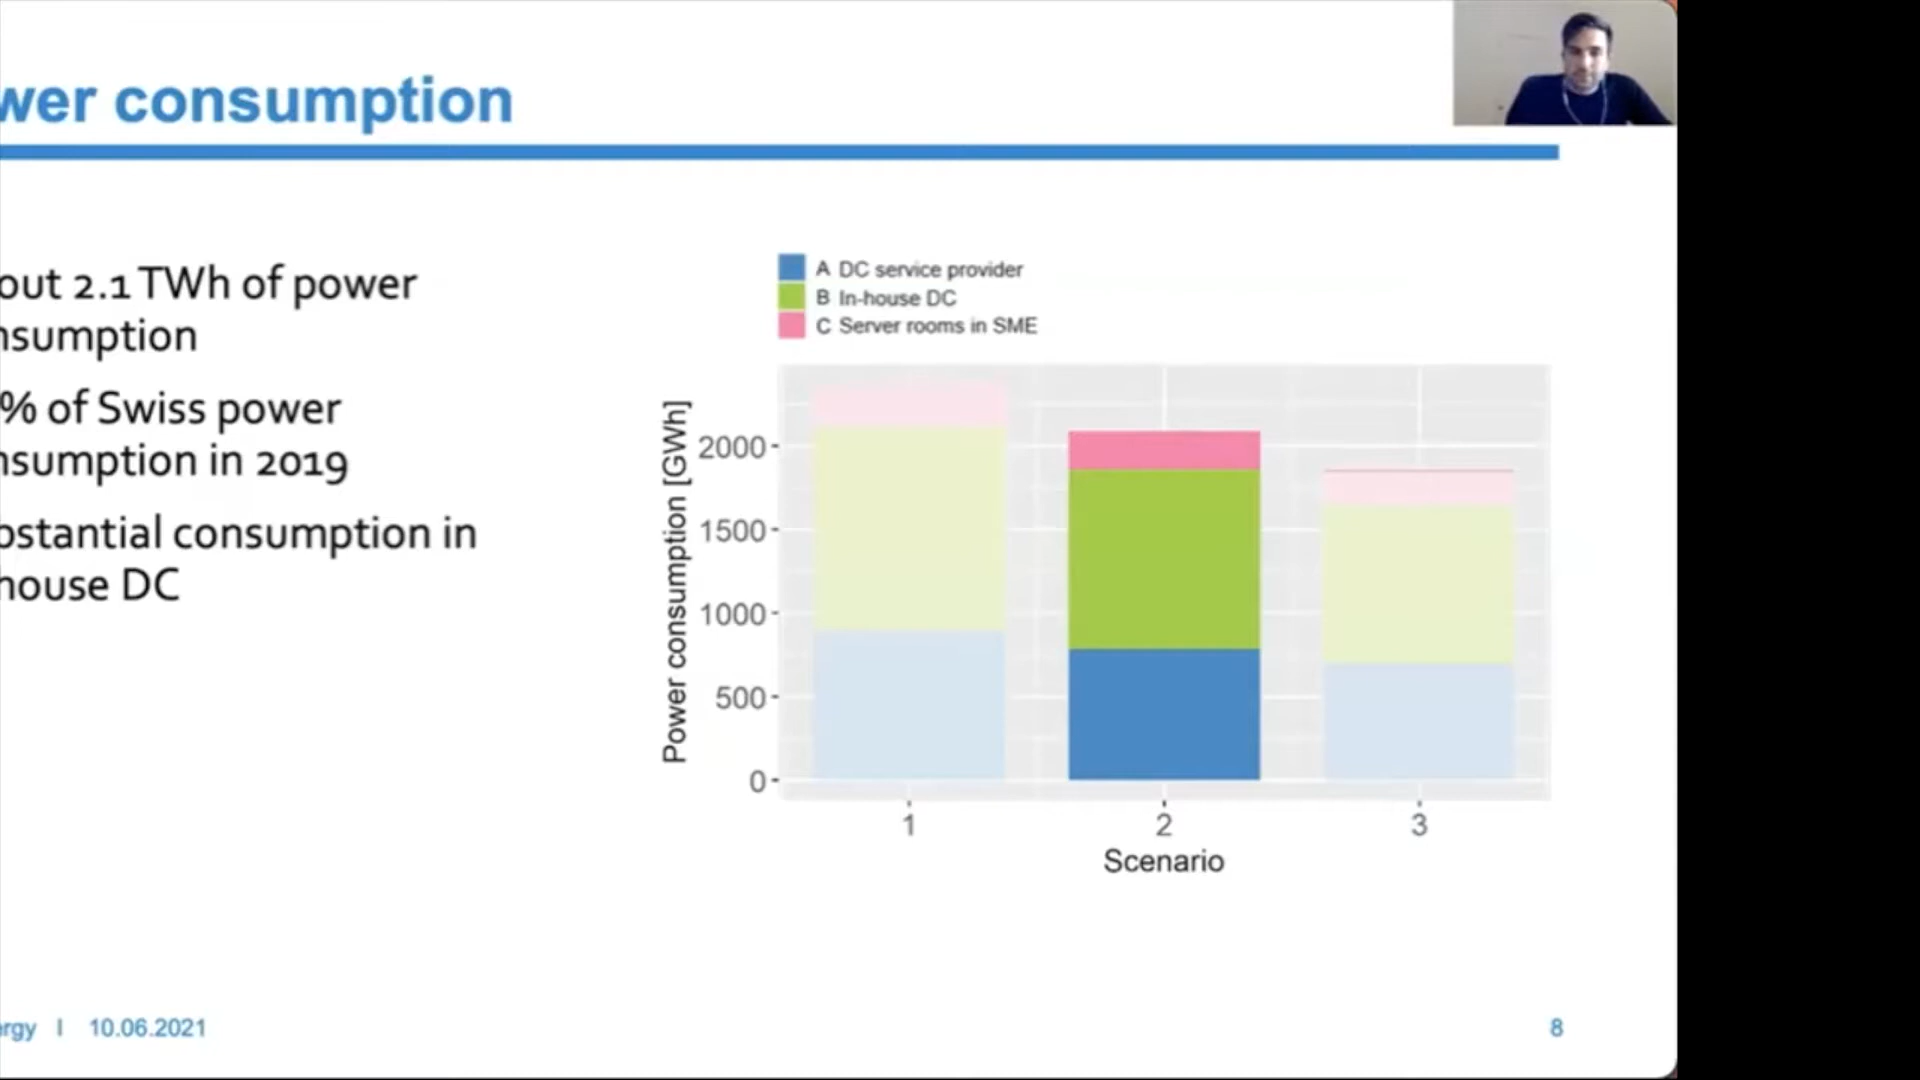 wer consumption
out 2.1 TWh of power
nsumption
% of Swiss power
nsumption in 2019
bstantial consumption in
house DC
A DC service provider
B In-house DC
C Server rooms in SME
Power consumption [GWh]
2000
1500
1000
500
0
1 2 3
Scenario
ergy | 10.06.2021
8